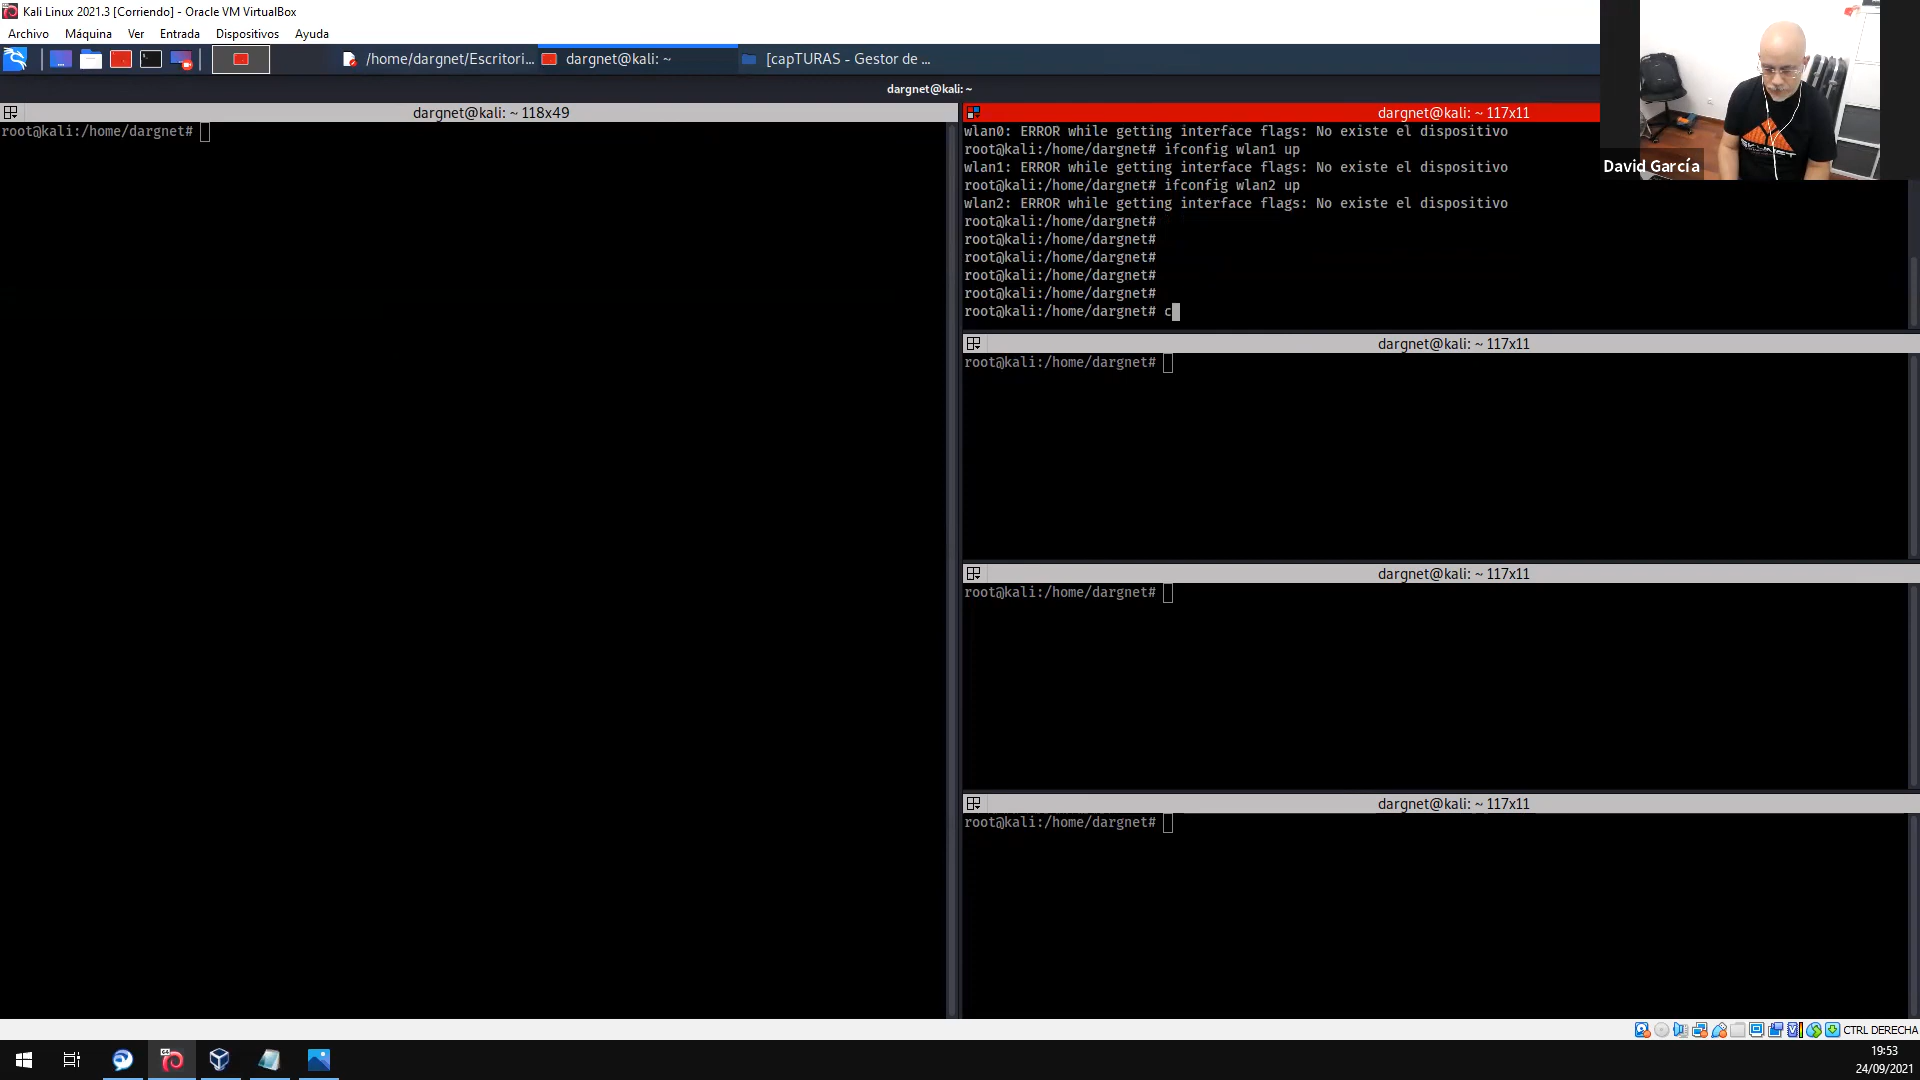 Kali Linux 2021.3 [Corriendo] - Oracle VM VirtualBox
Archivo Máquina Ver Entrada Dispositivos Ayuda
/home/dargnet/Escritori... dargnet@kali: ~ [capTURAS - Gestor de ...
dargnet@kali: ~
dargnet@kali: ~ 118x49
root@kali:/home/dargnet#
dargnet@kali: ~ 117x11
wlan0: ERROR while getting interface flags: No existe el dispositivo
root@kali:/home/dargnet# ifconfig wlan1 up
wlan1: ERROR while getting interface flags: No existe el dispositivo
root@kali:/home/dargnet# ifconfig wlan2 up
wlan2: ERROR while getting interface flags: No existe el dispositivo
root@kali:/home/dargnet#
root@kali:/home/dargnet#
root@kali:/home/dargnet#
root@kali:/home/dargnet#
root@kali:/home/dargnet#
root@kali:/home/dargnet# c
dargnet@kali: ~ 117x11
root@kali:/home/dargnet#
dargnet@kali: ~ 117x11
root@kali:/home/dargnet#
dargnet@kali: ~ 117x11
root@kali:/home/dargnet#
David García
CTRL DERECHA
19:53
24/09/2021